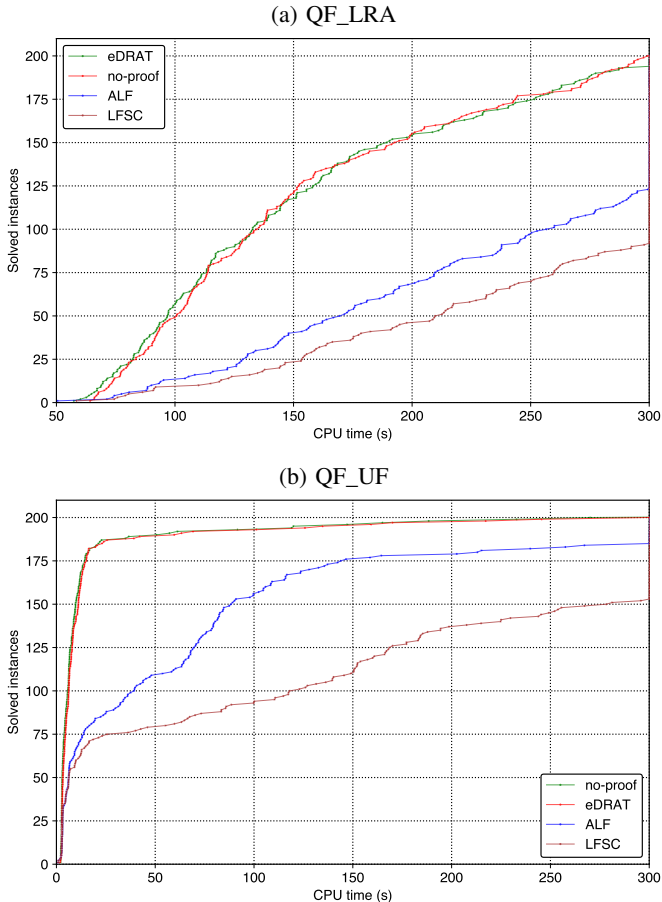 (a) QF_LRA
200
175
150
125
100
75
50
25
0
Solved instances
eDRAT
no-proof
ALF
LFSC
50 100 150 200 250 300
CPU time (s)
(b) QF_UF
200
175
150
125
100
75
50
25
0
Solved instances
no-proof
eDRAT
ALF
LFSC
0 50 100 150 200 250 300
CPU time (s)